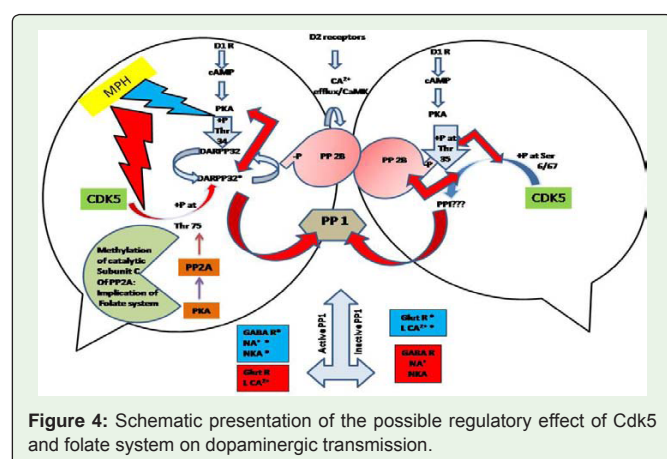 D1 R
cAMP
PKA
+P
Thr
34
DARPP32
DARPP32*
MPH
CDK5
+P at
Thr 75
Methylation
of catalytic
Subunit C
Of PP2A:
Implication of
Folate system
PP2A
PKA
D2 receptors
CA2+
efflux/CaMK
-P
PP 2B
PP 2B
-P
PP 1
D1 R
cAMP
PKA
+P at
Thr
35
+P at Ser
6/67
PPI???
CDK5
Active PP1
Inactive PP1
GABA R*
NA+ *
NKA *
Glut R
L CA2+
Glut R *
L CA2+ *
GABA R
NA+
NKA
Figure 4: Schematic presentation of the possible regulatory effect of Cdk5
and folate system on dopaminergic transmission.